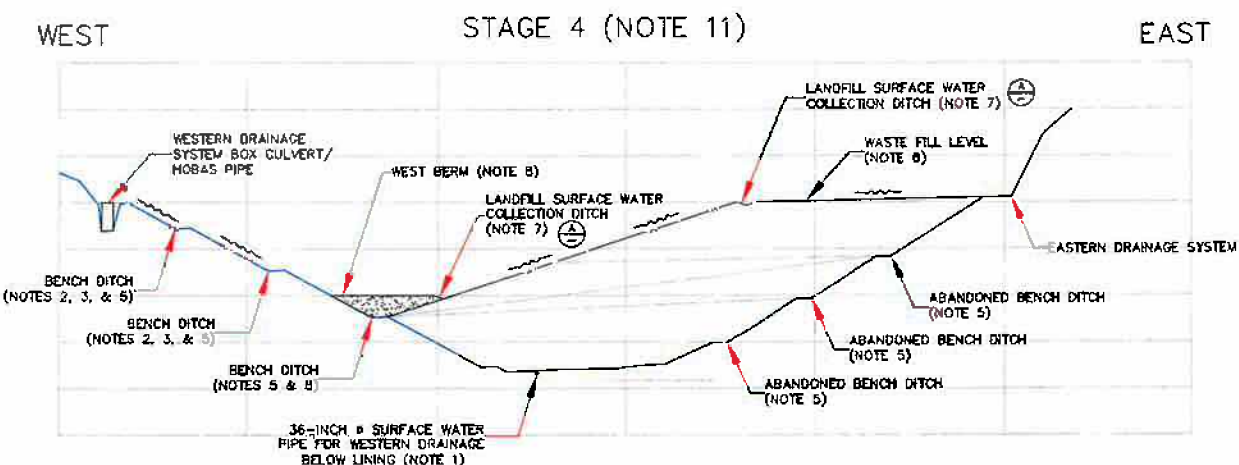 WEST
STAGE 4 (NOTE 11)
EAST
LANDFILL SURFACE WATER
COLLECTION DITCH (NOTE 7)
A
WESTERN DRAINAGE
SYSTEM BOX CULVERT/
HOBAS PIPE
WASTE FILL LEVEL
(NOTE 6)
WEST BERM (NOTE 8)
LANDFILL SURFACE WATER
COLLECTION DITCH
(NOTE 7)
A
EASTERN DRAINAGE SYSTEM
BENCH DITCH
(NOTES 2, 3, & 5)
ABANDONED BENCH DITCH
(NOTE 5)
BENCH DITCH
(NOTES 2, 3, & 5)
ABANDONED BENCH DITCH
(NOTE 5)
BENCH DITCH
(NOTES 5 & 8)
ABANDONED BENCH DITCH
(NOTE 5)
36-INCH ø SURFACE WATER
PIPE FOR WESTERN DRAINAGE
BELOW LINING (NOTE 1)